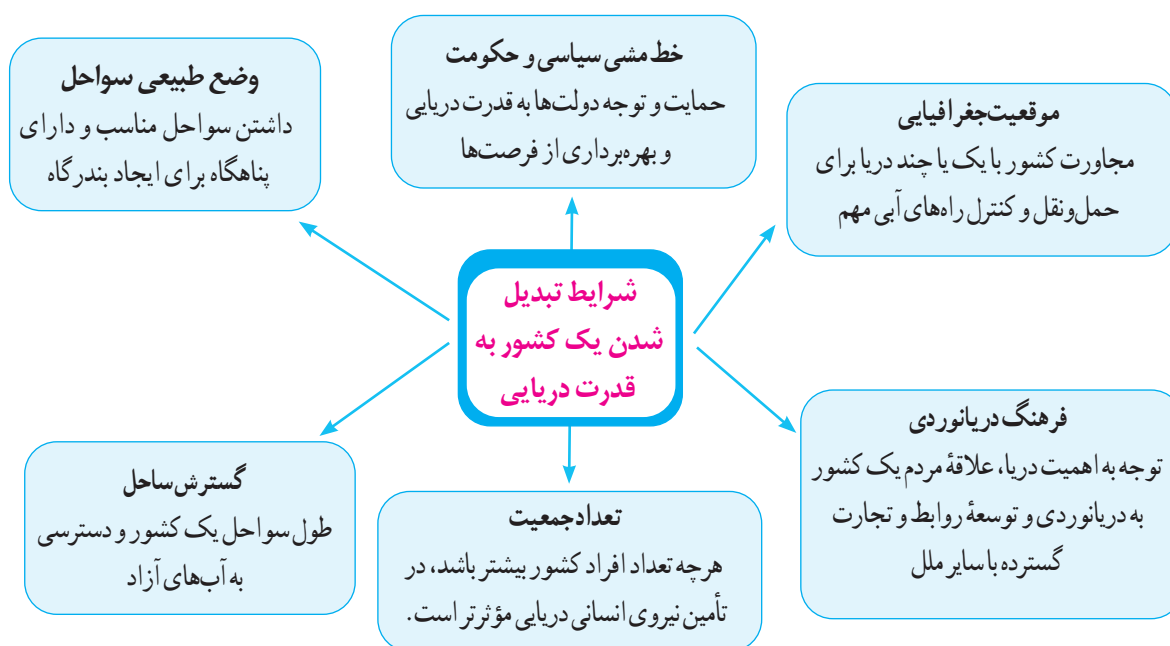 شرایط تبدیل
شدن یک کشور به
قدرت دریایی
موقعیت جغرافیایی
مجاورت کشور با یک یا چند دریا برای
حمل‌ونقل و کنترل راه‌های آبی مهم
خط مشی سیاسی و حکومت
حمایت و توجه دولت‌ها به قدرت دریایی
و بهره‌برداری از فرصت‌ها
وضع طبیعی سواحل
داشتن سواحل مناسب و دارای
پناهگاه برای ایجاد بندرگاه
فرهنگ دریانوردی
توجه به اهمیت دریا، علاقهٔ مردم یک کشور
به دریانوردی و توسعهٔ روابط و تجارت
گسترده با سایر ملل
تعداد جمعیت
هرچه تعداد افراد کشور بیشتر باشد، در
تأمین نیروی انسانی دریایی مؤثرتر است.
گسترش ساحل
طول سواحل یک کشور و دسترسی
به آب‌های آزاد